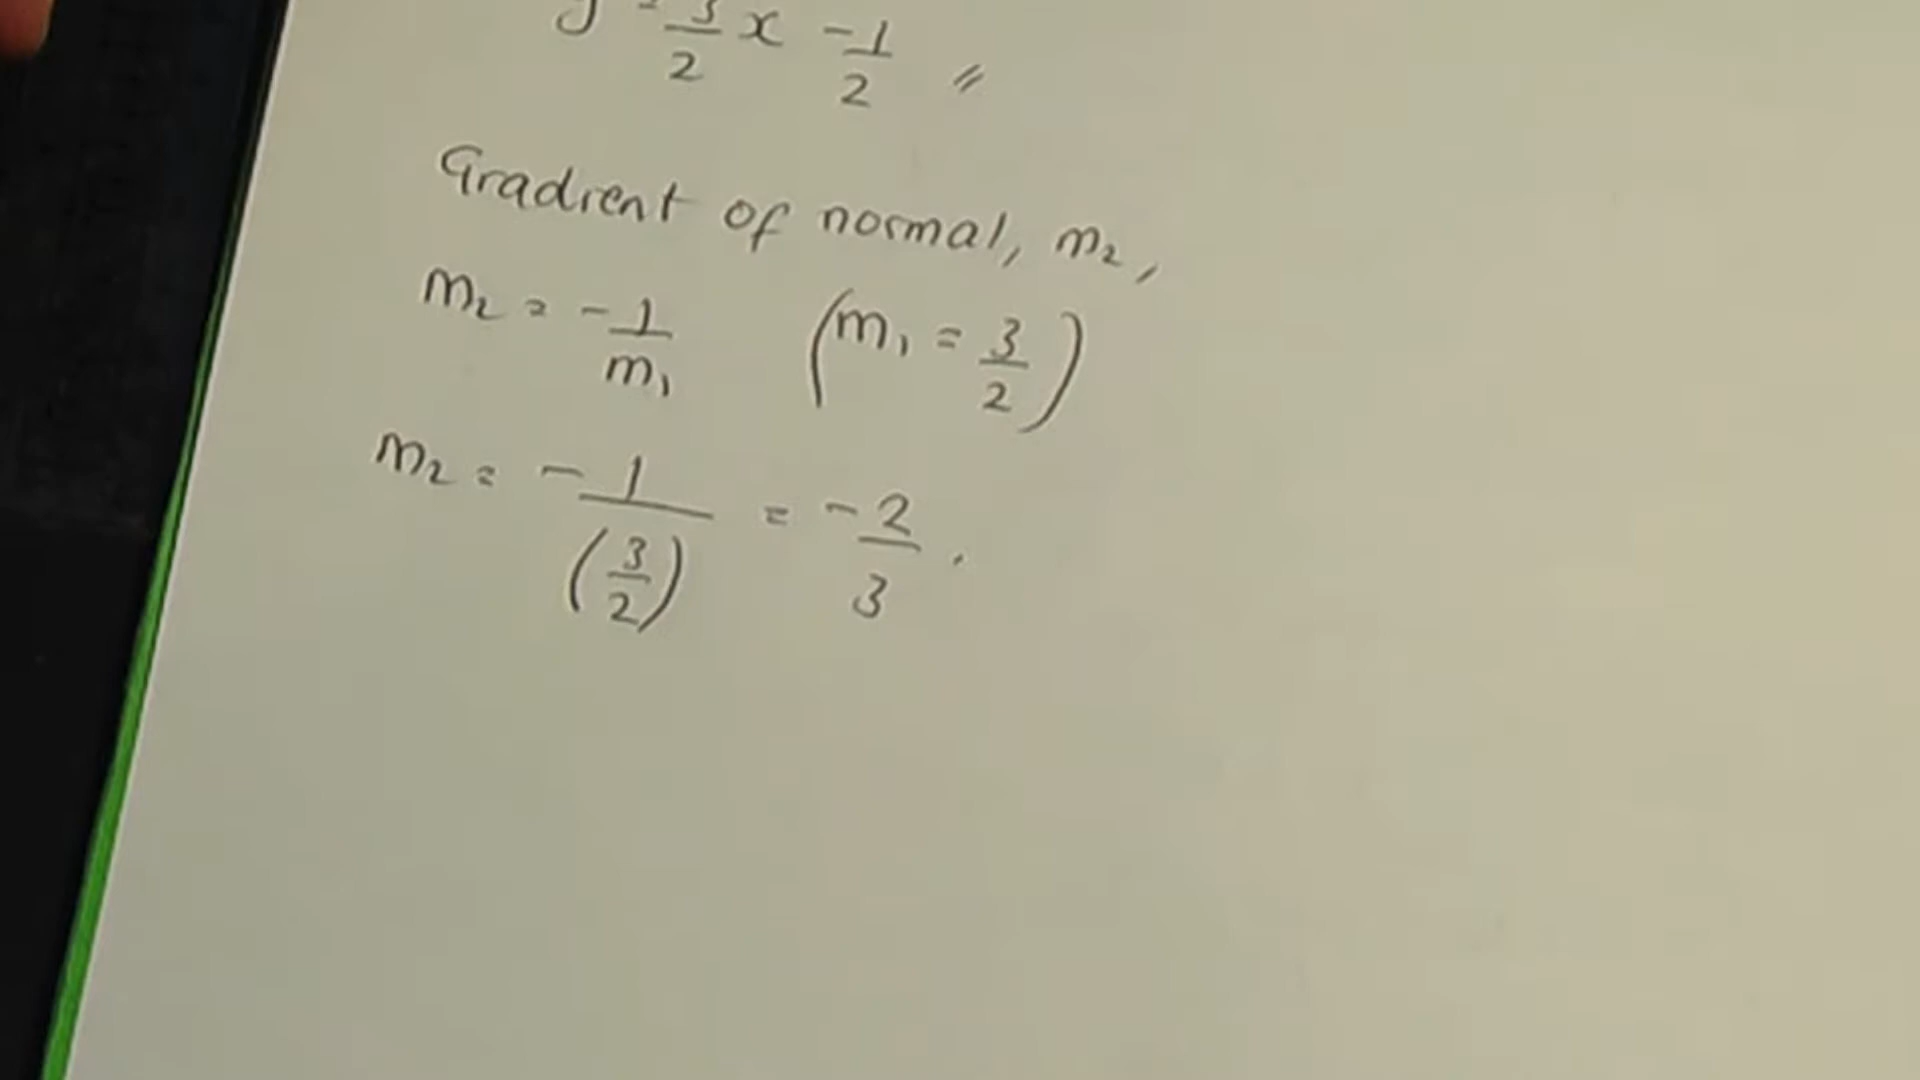 y = 3/2 x - 1/2 //
Gradient of normal, m₂,
m₂ = -1/m₁ (m₁ = 3/2)
m₂ = -1/(3/2) = -2/3.